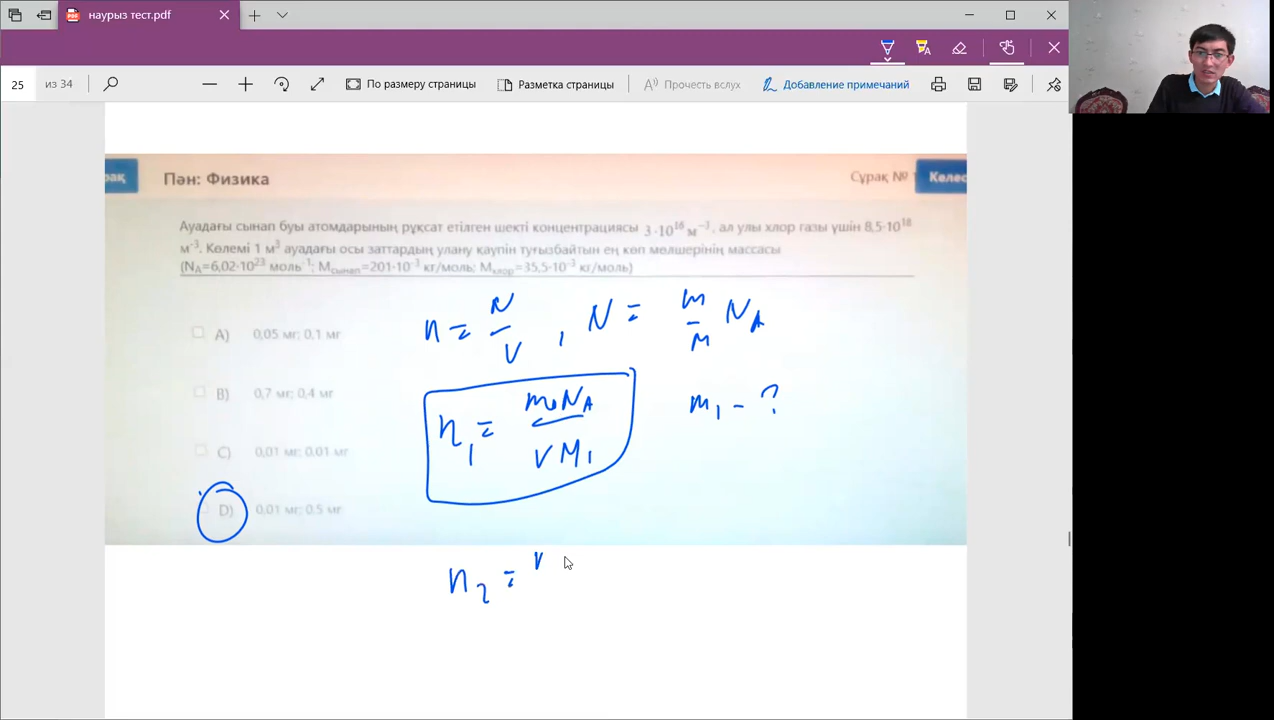 наурыз тест.pdf
25 из 34
По размеру страницы
Разметка страницы
Прочесть вслух
Добавление примечаний
рақ
Пән: Физика
Сұрақ №
Келес
Ауадағы сынап буы атомдарының рұқсат етілген шекті концентрациясы 3·10¹⁶ м⁻³, ал улы хлор газы үшін 8,5·10¹⁸
м⁻³. Көлемі 1 м³ ауадағы осы заттардың улану қаупін туғызбайтын ең көп мөлшерінің массасы
(Nᴀ=6,02·10²³ моль⁻¹; Mсынап=201·10⁻³ кг/моль; Mхлор=35,5·10⁻³ кг/моль)
n = N/V , N = m/M N_A
A) 0,05 мг; 0,1 мг
B) 0,7 мг; 0,4 мг
n₁ = m₁N_A / VM₁
m₁ - ?
C) 0,01 мг; 0,01 мг
D) 0,01 мг; 0,5 мг
n₂ =